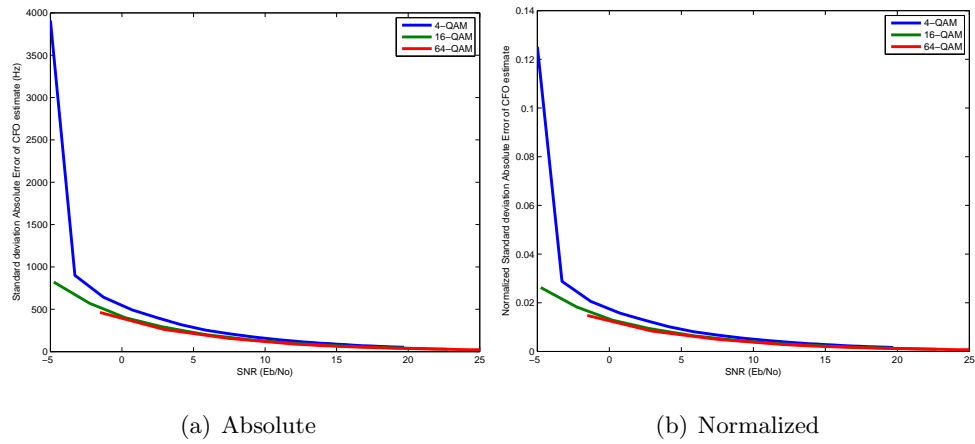 4000
3500
3000
2500
2000
1500
1000
500
0
Standard deviation Absolute Error of CFO estimate (Hz)
4−QAM
16−QAM
64−QAM
−5 0 5 10 15 20 25
SNR (Eb/No)
(a) Absolute
0.14
0.12
0.1
0.08
0.06
0.04
0.02
0
Normalized Standard deviation Absolute Error of CFO estimate
4−QAM
16−QAM
64−QAM
−5 0 5 10 15 20 25
SNR (Eb/No)
(b) Normalized